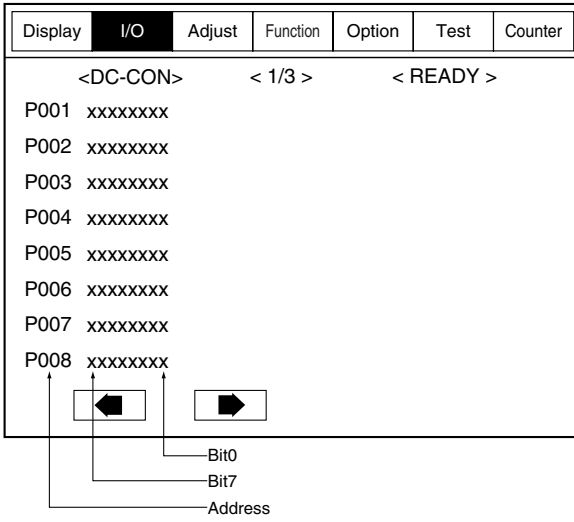 Display I/O Adjust Function Option Test Counter
<DC-CON> < 1/3 > < READY >
P001 xxxxxxxx
P002 xxxxxxxx
P003 xxxxxxxx
P004 xxxxxxxx
P005 xxxxxxxx
P006 xxxxxxxx
P007 xxxxxxxx
P008 xxxxxxxx
Bit0
Bit7
Address